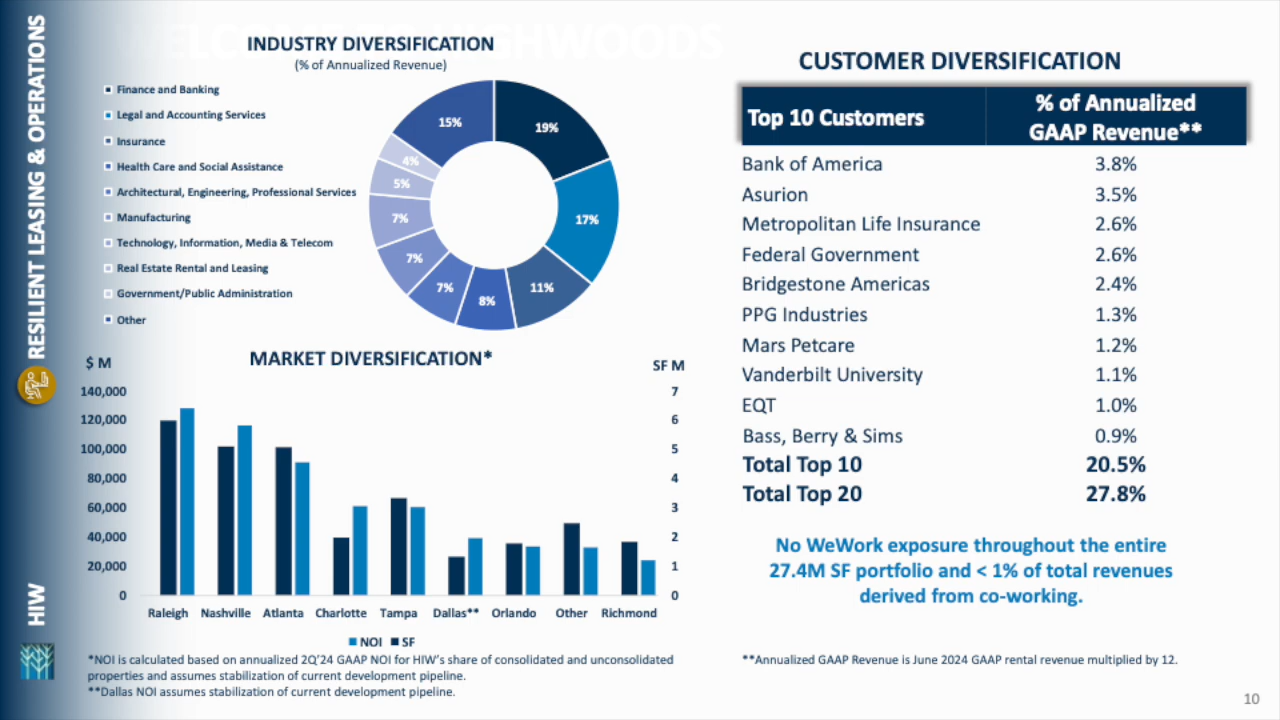 RESILIENT LEASING & OPERATIONS
HIW
WELCOME TO HIGHWOODS
INDUSTRY DIVERSIFICATION
(% of Annualized Revenue)
Finance and Banking
Legal and Accounting Services
Insurance
Health Care and Social Assistance
Architectural, Engineering, Professional Services
Manufacturing
Technology, Information, Media & Telecom
Real Estate Rental and Leasing
Government/Public Administration
Other
19%
17%
11%
8%
7%
7%
7%
5%
4%
15%
MARKET DIVERSIFICATION*
$ M
SF M
140,000
120,000
100,000
80,000
60,000
40,000
20,000
0
7
6
5
4
3
2
1
0
Raleigh Nashville Atlanta Charlotte Tampa Dallas** Orlando Other Richmond
NOI SF
*NOI is calculated based on annualized 2Q'24 GAAP NOI for HIW's share of consolidated and unconsolidated
properties and assumes stabilization of current development pipeline.
**Dallas NOI assumes stabilization of current development pipeline.
CUSTOMER DIVERSIFICATION
Top 10 Customers
% of Annualized
GAAP Revenue**
Bank of America 3.8%
Asurion 3.5%
Metropolitan Life Insurance 2.6%
Federal Government 2.6%
Bridgestone Americas 2.4%
PPG Industries 1.3%
Mars Petcare 1.2%
Vanderbilt University 1.1%
EQT 1.0%
Bass, Berry & Sims 0.9%
Total Top 10 20.5%
Total Top 20 27.8%
No WeWork exposure throughout the entire
27.4M SF portfolio and < 1% of total revenues
derived from co-working.
**Annualized GAAP Revenue is June 2024 GAAP rental revenue multiplied by 12.
10